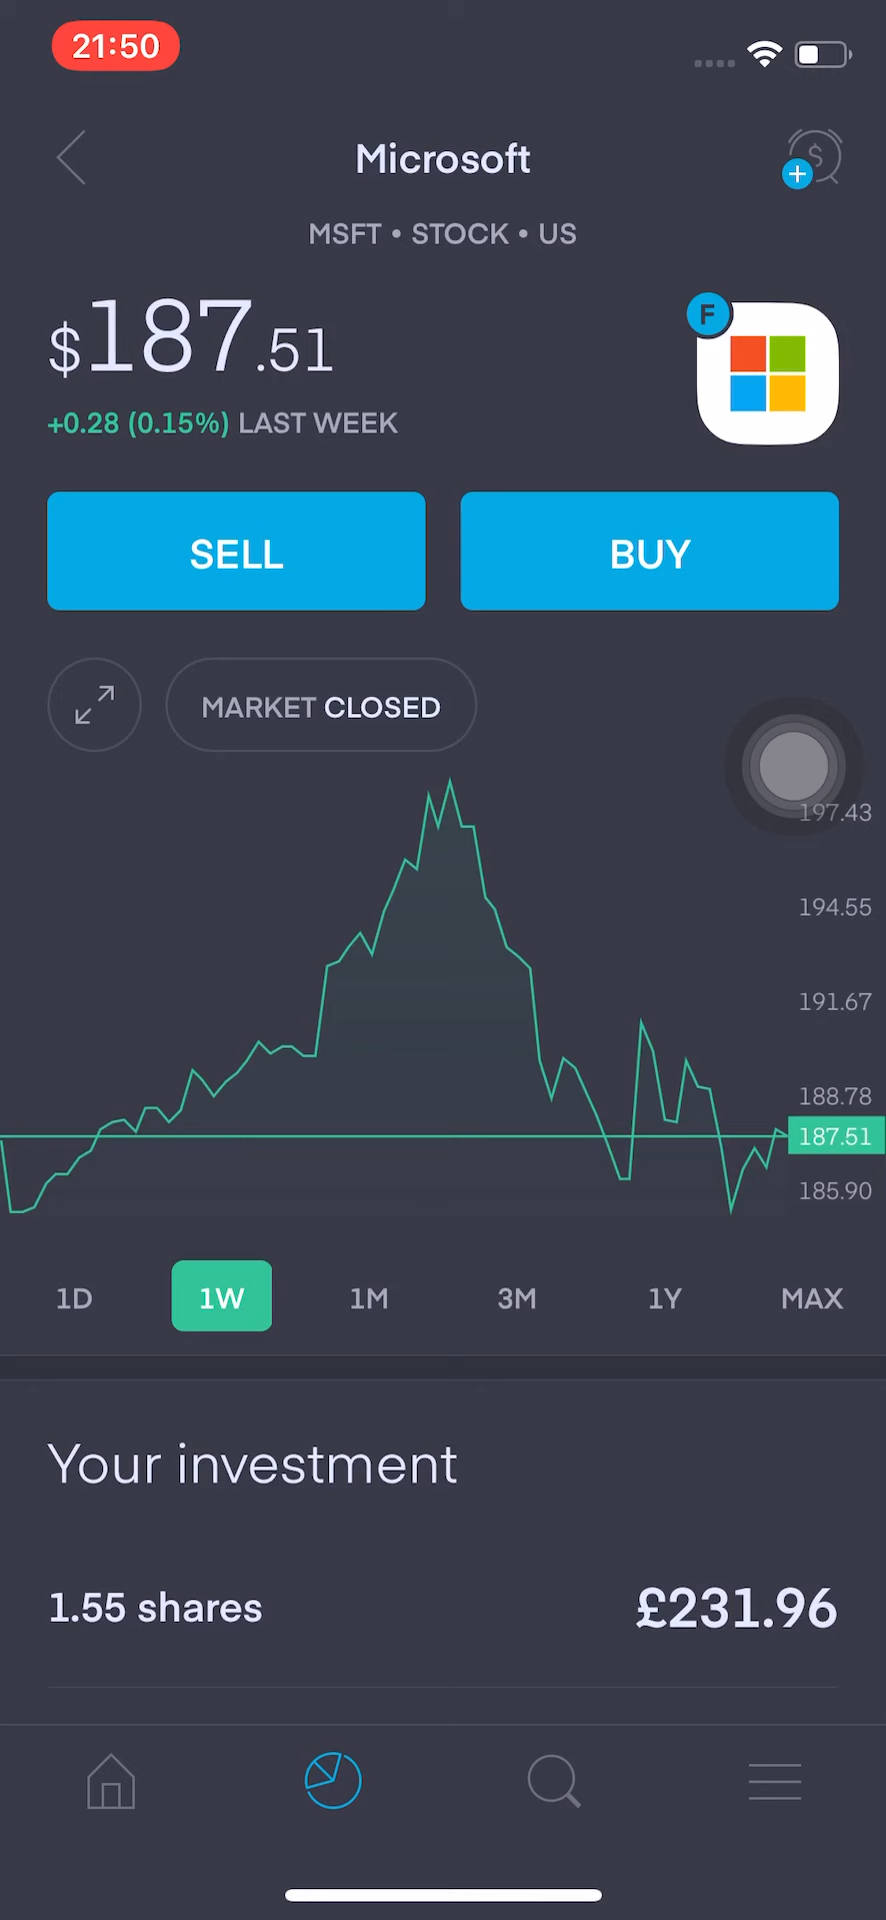 21:50
Microsoft
$
+
MSFT • STOCK • US
$187.51
F
+0.28 (0.15%) LAST WEEK
SELL
BUY
MARKET CLOSED
197.43
194.55
191.67
188.78
187.51
185.90
1D 1W 1M 3M 1Y MAX
Your investment
1.55 shares
£231.96